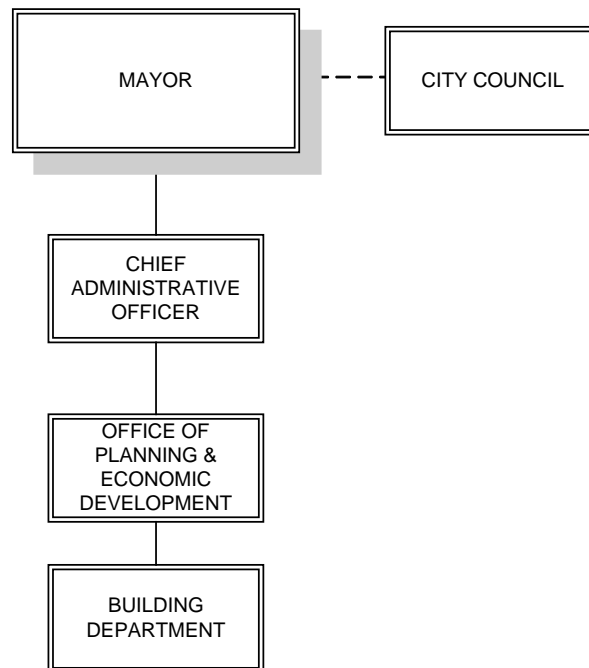 MAYOR
CITY COUNCIL
CHIEF
ADMINISTRATIVE
OFFICER
OFFICE OF
PLANNING &
ECONOMIC
DEVELOPMENT
BUILDING
DEPARTMENT